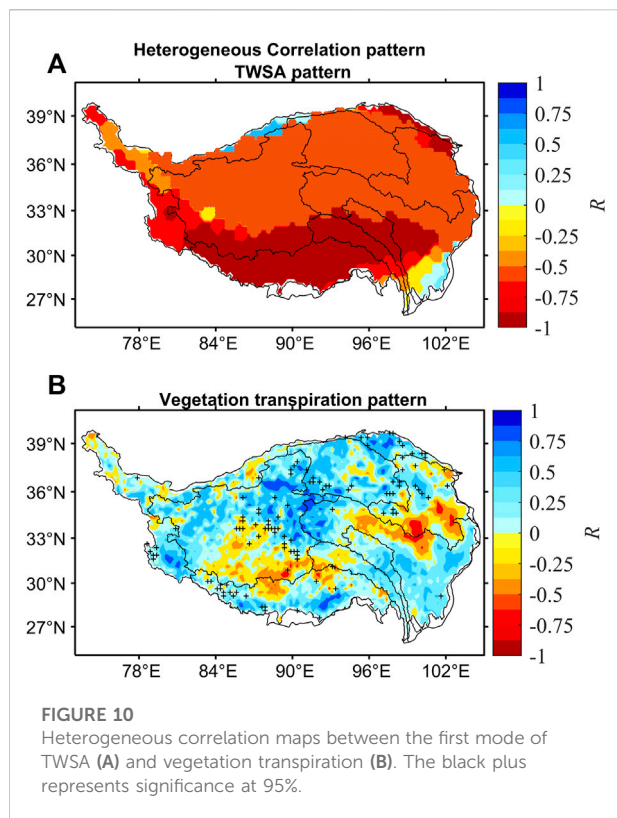 Heterogeneous Correlation pattern
A
TWSA pattern
39°N
36°N
33°N
30°N
27°N
78°E 84°E 90°E 96°E 102°E
1
0.75
0.5
0.25
0
-0.25
-0.5
-0.75
-1
R
B
Vegetation transpiration pattern
39°N
36°N
33°N
30°N
27°N
78°E 84°E 90°E 96°E 102°E
1
0.75
0.5
0.25
0
-0.25
-0.5
-0.75
-1
R
FIGURE 10
Heterogeneous correlation maps between the first mode of
TWSA (A) and vegetation transpiration (B). The black plus
represents significance at 95%.